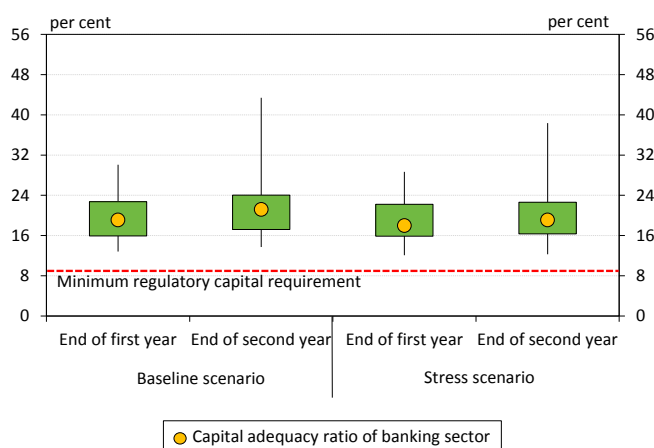 per cent
per cent
56
56
48
48
40
40
32
32
24
24
16
16
8
8
Minimum regulatory capital requirement
0
0
End of first year
End of second year
End of first year
End of second year
Baseline scenario
Stress scenario
Capital adequacy ratio of banking sector